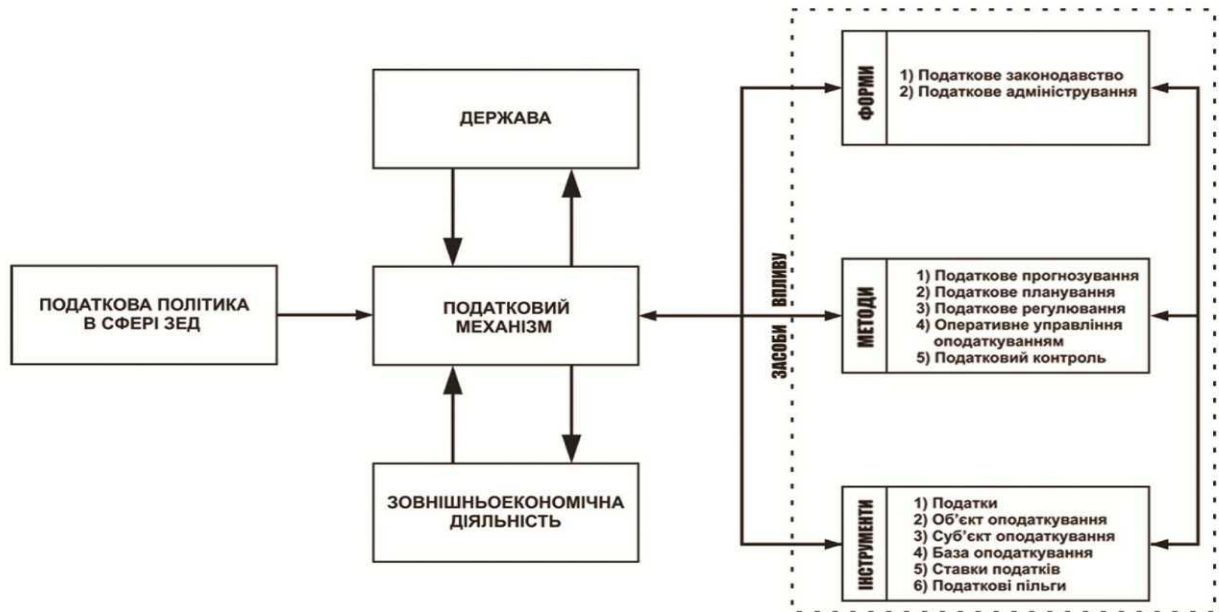 ПОДАТКОВА ПОЛІТИКА
В СФЕРІ ЗЕД
ДЕРЖАВА
ПОДАТКОВИЙ
МЕХАНІЗМ
ЗОВНІШНЬОЕКОНОМІЧНА
ДІЯЛЬНІСТЬ
ЗАСОБИ ВПЛИВУ
ФОРМИ
1) Податкове законодавство
2) Податкове адміністрування
МЕТОДИ
1) Податкове прогнозування
2) Податкове планування
3) Податкове регулювання
4) Оперативне управління
оподаткуванням
5) Податковий контроль
ІНСТРУМЕНТИ
1) Податки
2) Об’єкт оподаткування
3) Суб’єкт оподаткування
4) База оподаткування
5) Ставки податків
6) Податкові пільги